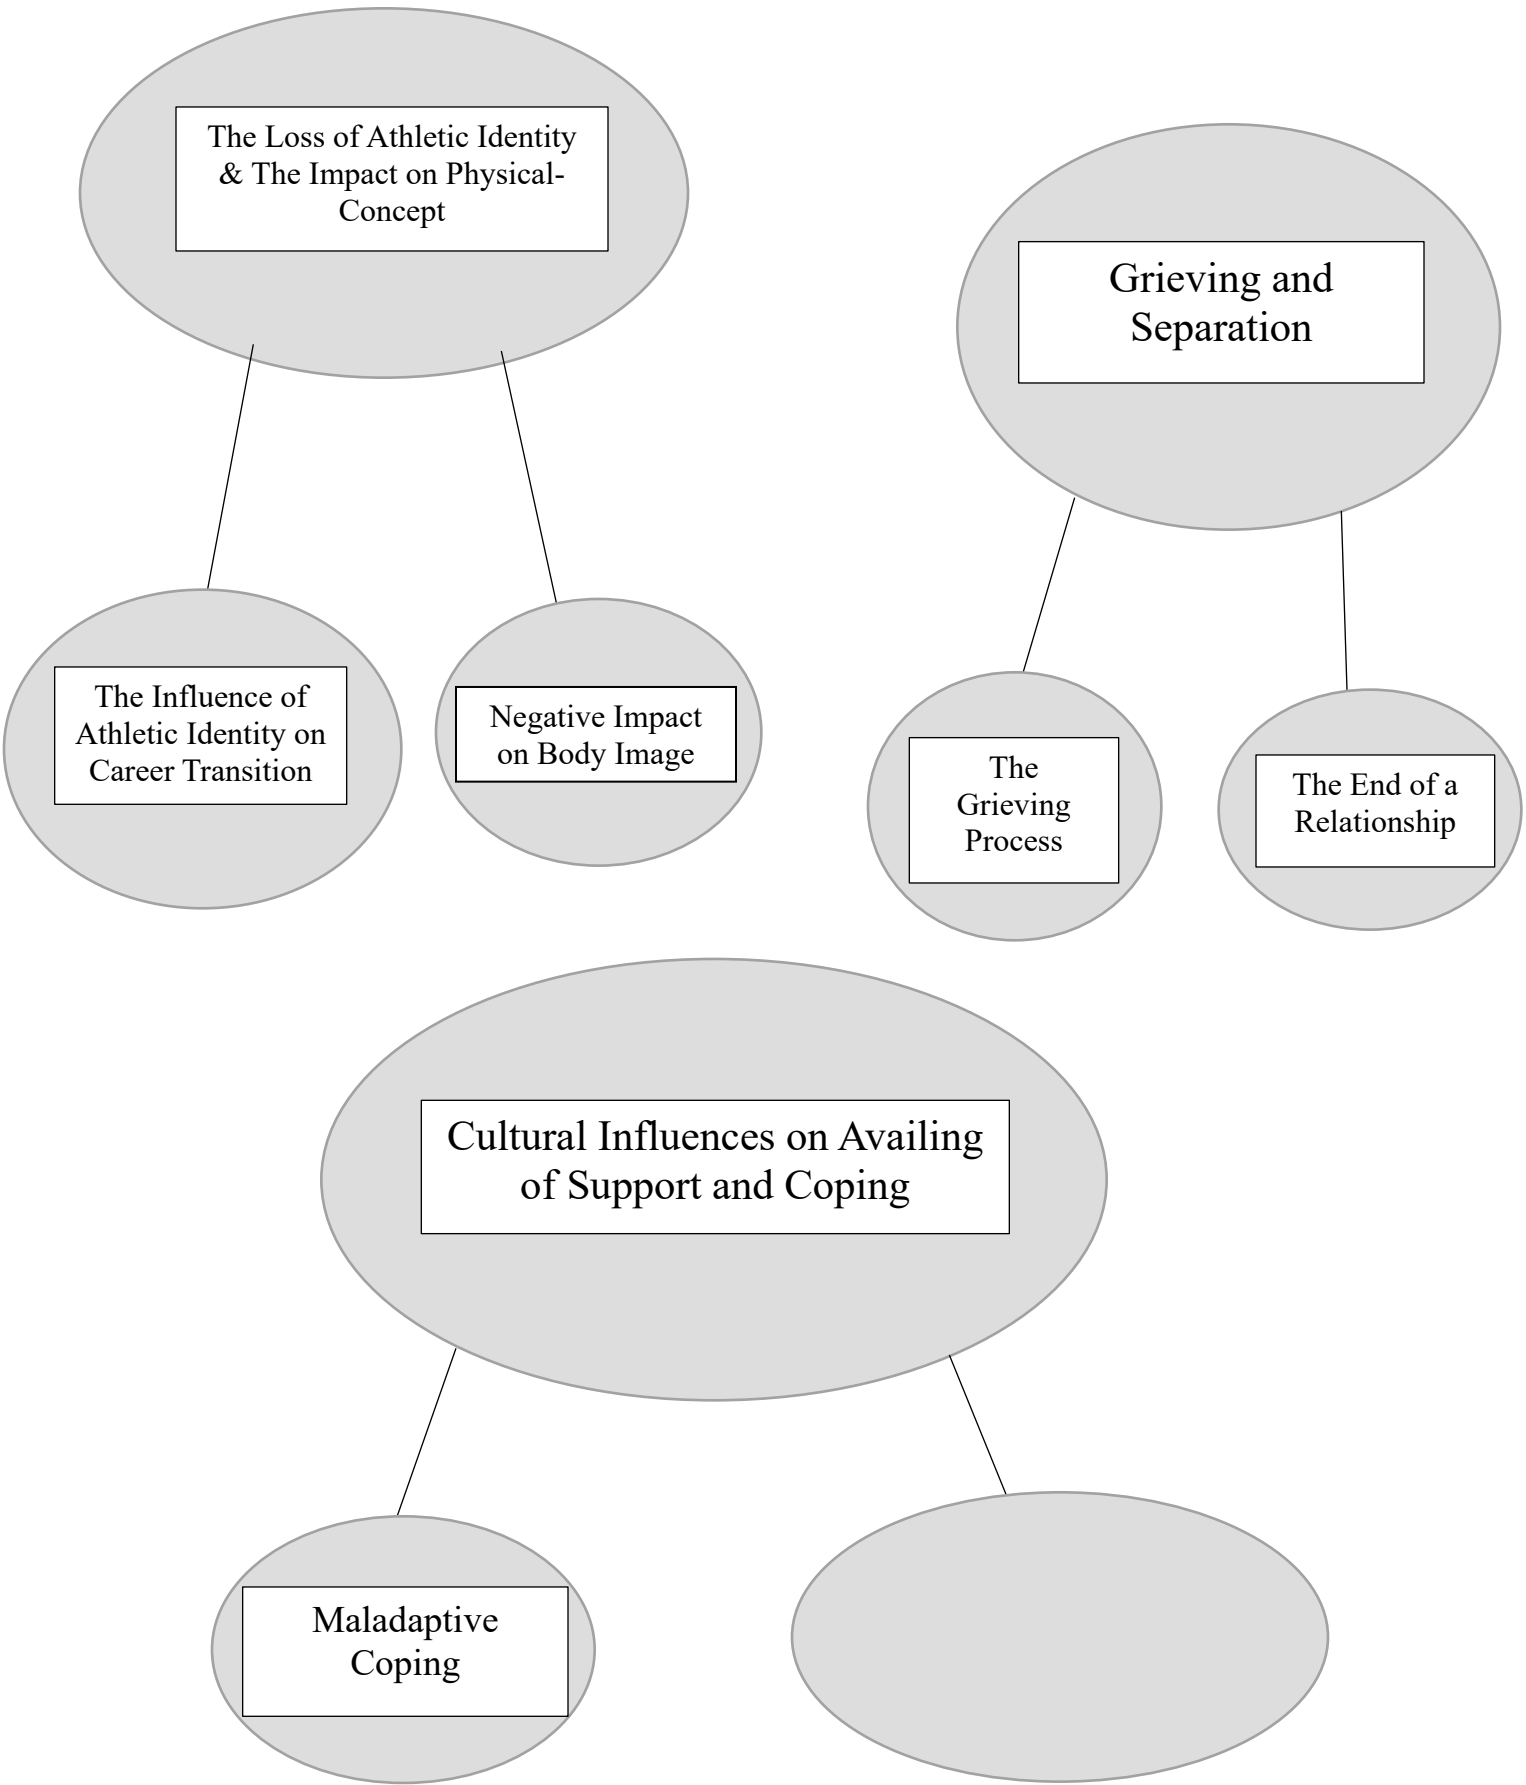 The Loss of Athletic Identity
& The Impact on Physical-
Concept
Grieving and
Separation
The Influence of
Athletic Identity on
Career Transition
Negative Impact
on Body Image
The
Grieving
Process
The End of a
Relationship
Cultural Influences on Availing
of Support and Coping
Maladaptive
Coping